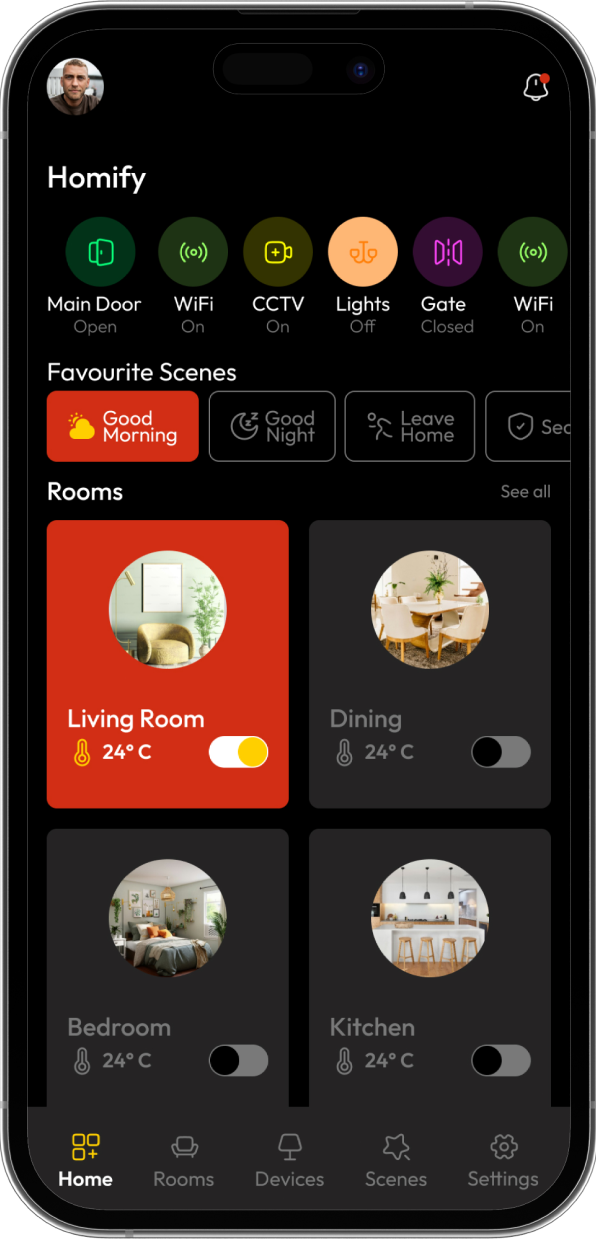 Homify
Main Door WiFi CCTV Lights Gate WiFi
Open On On Off Closed On
Favourite Scenes
Good Good Leave
Morning Night Home
Sec
Rooms See all
Living Room Dining
24° C 24° C
Bedroom Kitchen
24° C 24° C
Home Rooms Devices Scenes Settings